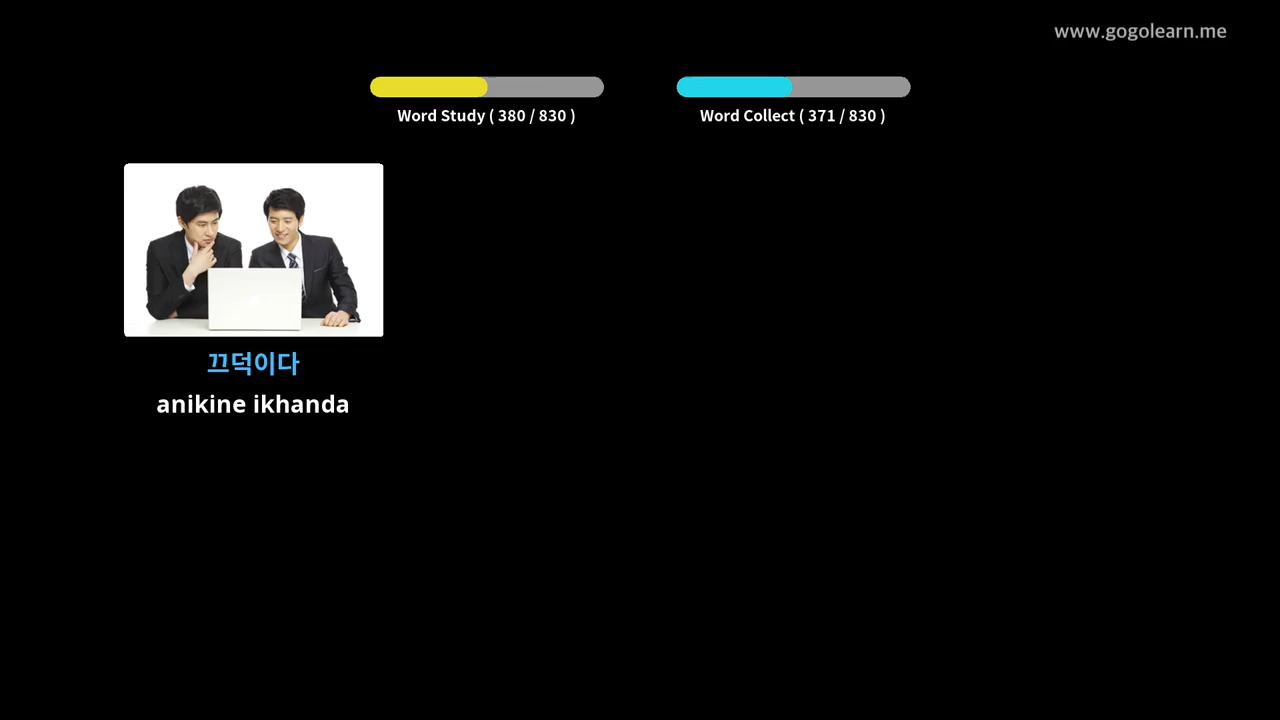 www.gogolearn.me
Word Study ( 380 / 830 )
Word Collect ( 371 / 830 )
끄덕이다
anikine ikhanda